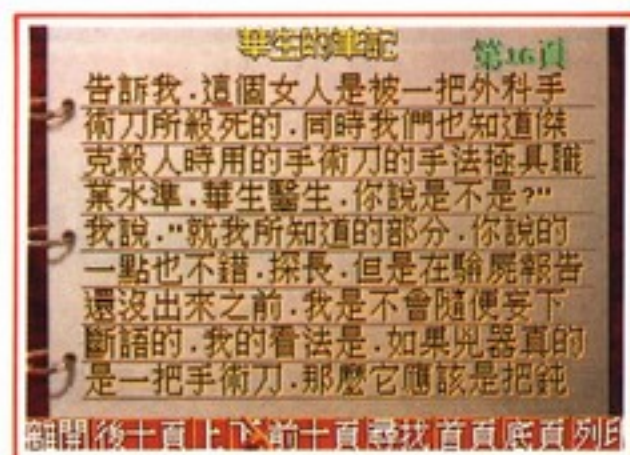 華生的筆記
第16頁
告訴我.這個女人是被一把外科手
術刀所殺死的.同時我們也知道傑
克殺人時用的手術刀的手法極具職
業水準.華生醫生.你說是不是?"
我說."就我所知道的部分.你說的
一點也不錯.探長.但是在驗屍報告
還沒出來之前.我是不會隨便妄下
斷語的.我的看法是.如果兇器真的
是一把手術刀.那麼它應該是把鈍
離開後十頁上下前十頁尋找首頁底頁列印